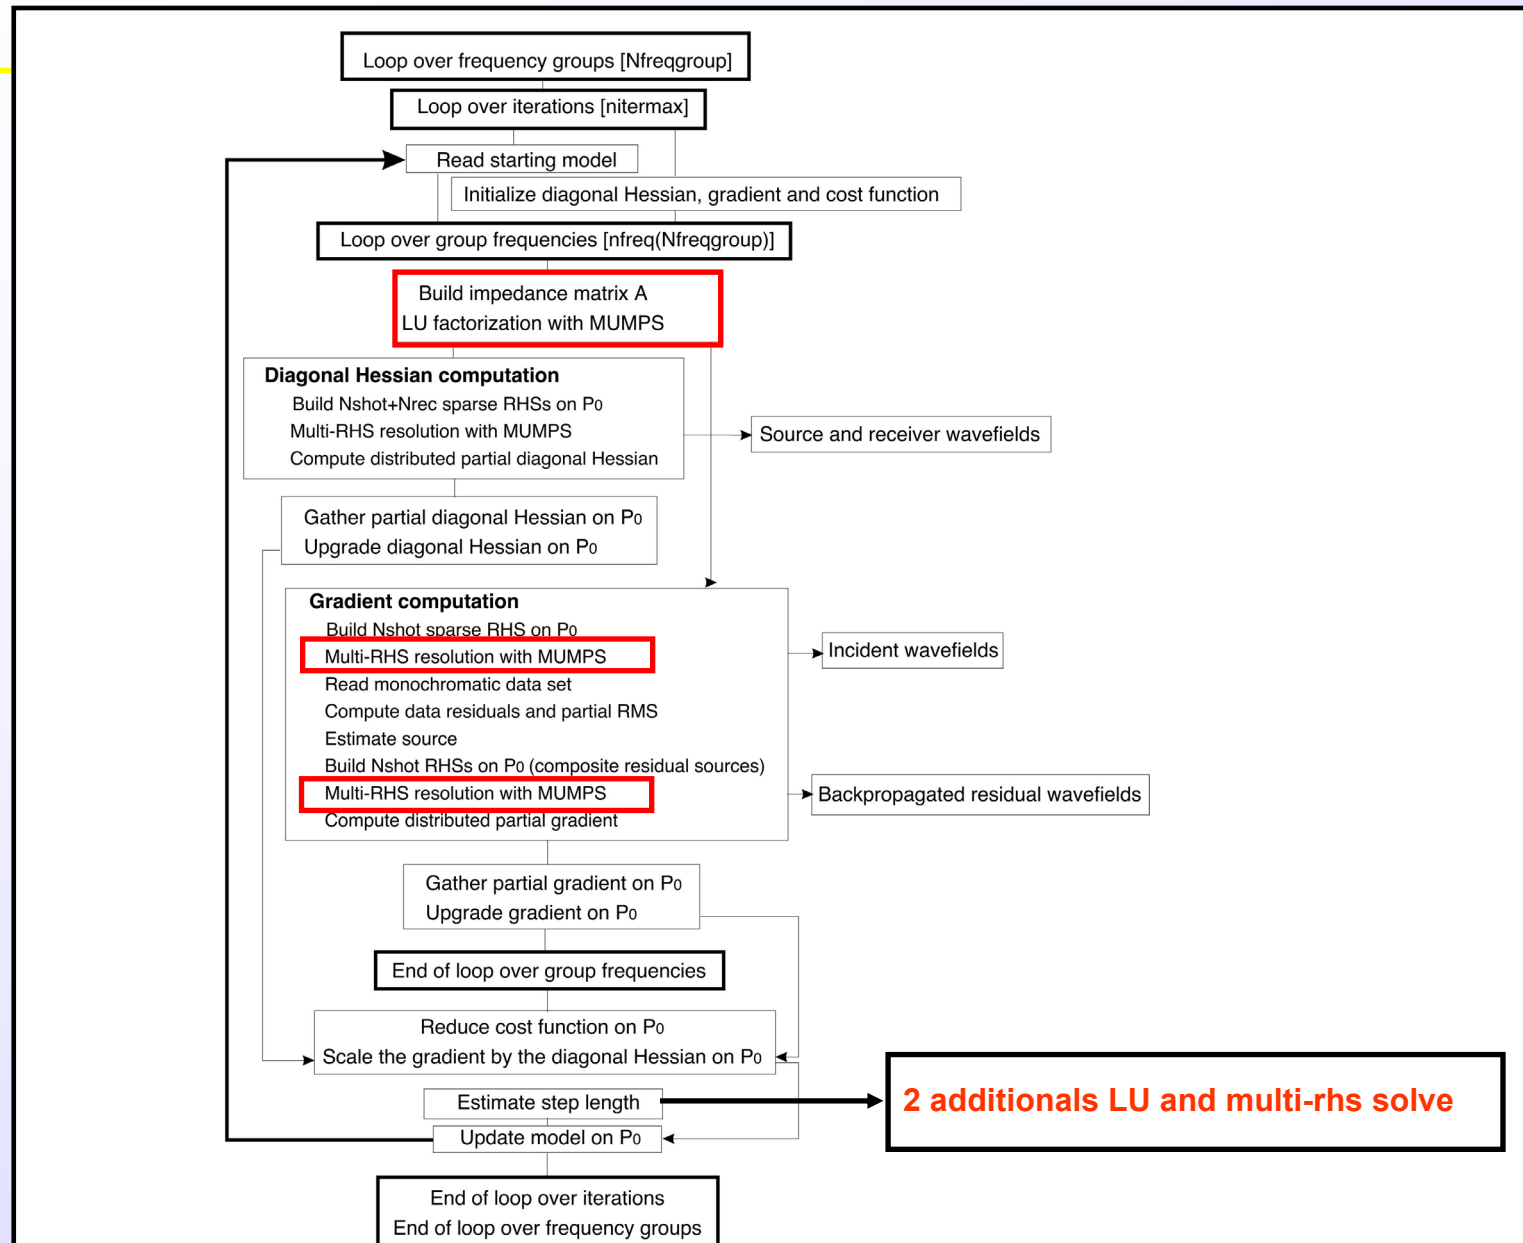 Loop over frequency groups [Nfreqgroup]
Loop over iterations [nitermax]
Read starting model
Initialize diagonal Hessian, gradient and cost function
Loop over group frequencies [nfreq(Nfreqgroup)]
Build impedance matrix A
LU factorization with MUMPS
Diagonal Hessian computation
Build Nshot+Nrec sparse RHSs on P0
Multi-RHS resolution with MUMPS
Compute distributed partial diagonal Hessian
Source and receiver wavefields
Gather partial diagonal Hessian on P0
Upgrade diagonal Hessian on P0
Gradient computation
Build Nshot sparse RHS on P0
Multi-RHS resolution with MUMPS
Incident wavefields
Read monochromatic data set
Compute data residuals and partial RMS
Estimate source
Build Nshot RHSs on P0 (composite residual sources)
Multi-RHS resolution with MUMPS
Backpropagated residual wavefields
Compute distributed partial gradient
Gather partial gradient on P0
Upgrade gradient on P0
End of loop over group frequencies
Reduce cost function on P0
Scale the gradient by the diagonal Hessian on P0
Estimate step length
2 additionals LU and multi-rhs solve
Update model on P0
End of loop over iterations
End of loop over frequency groups